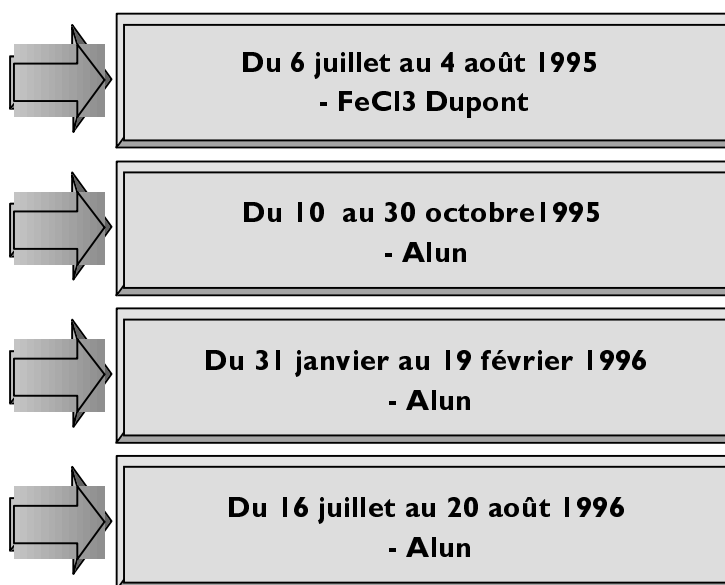 Du 6 juillet au 4 août 1995
- FeCl3 Dupont
Du 10 au 30 octobre1995
- Alun
Du 31 janvier au 19 février 1996
- Alun
Du 16 juillet au 20 août 1996
- Alun